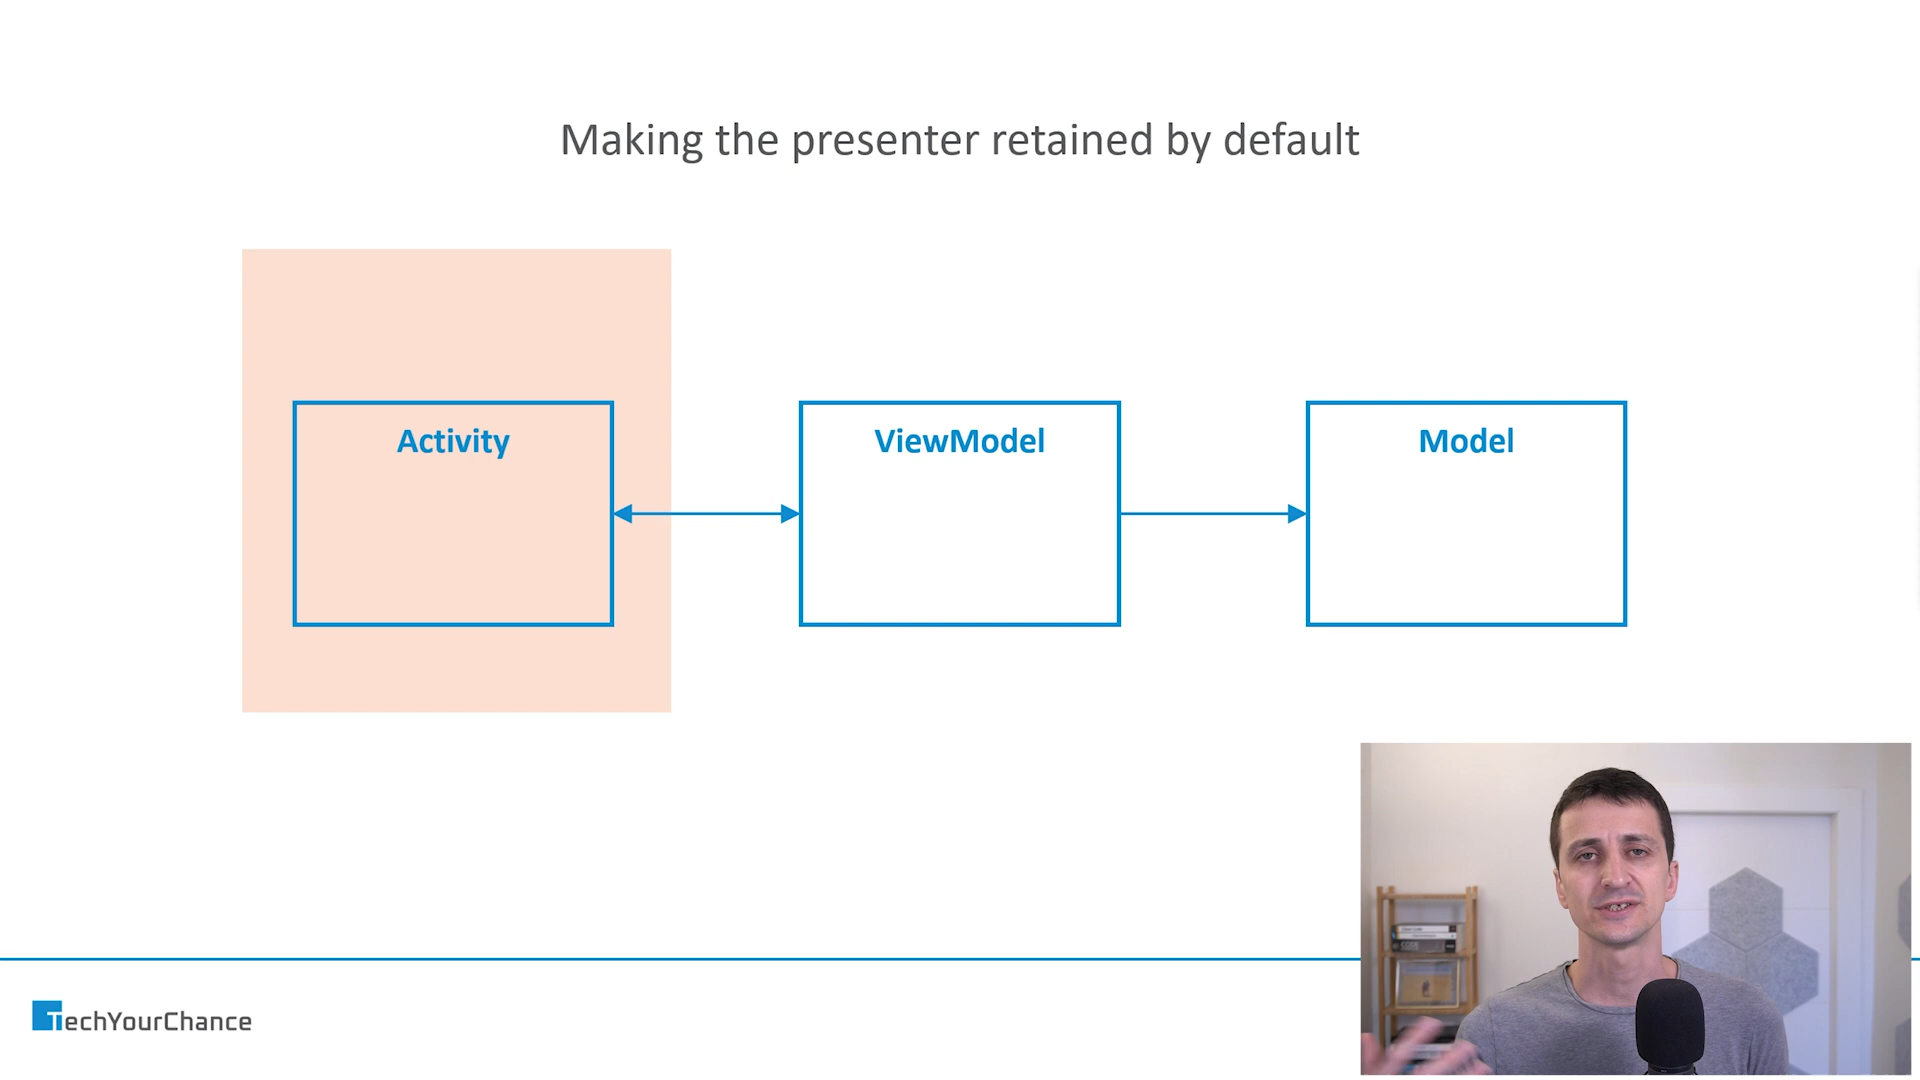 Making the presenter retained by default
Activity
ViewModel
Model
TechYourChance